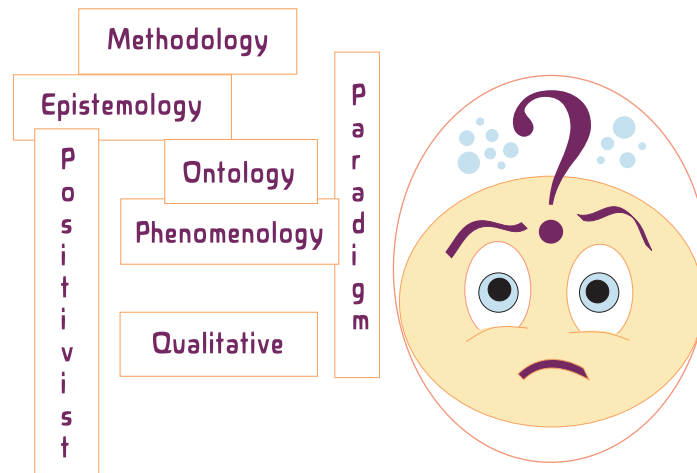 Methodology
Epistemology
Positivist
Ontology
Phenomenology
Paradigm
Qualitative
?